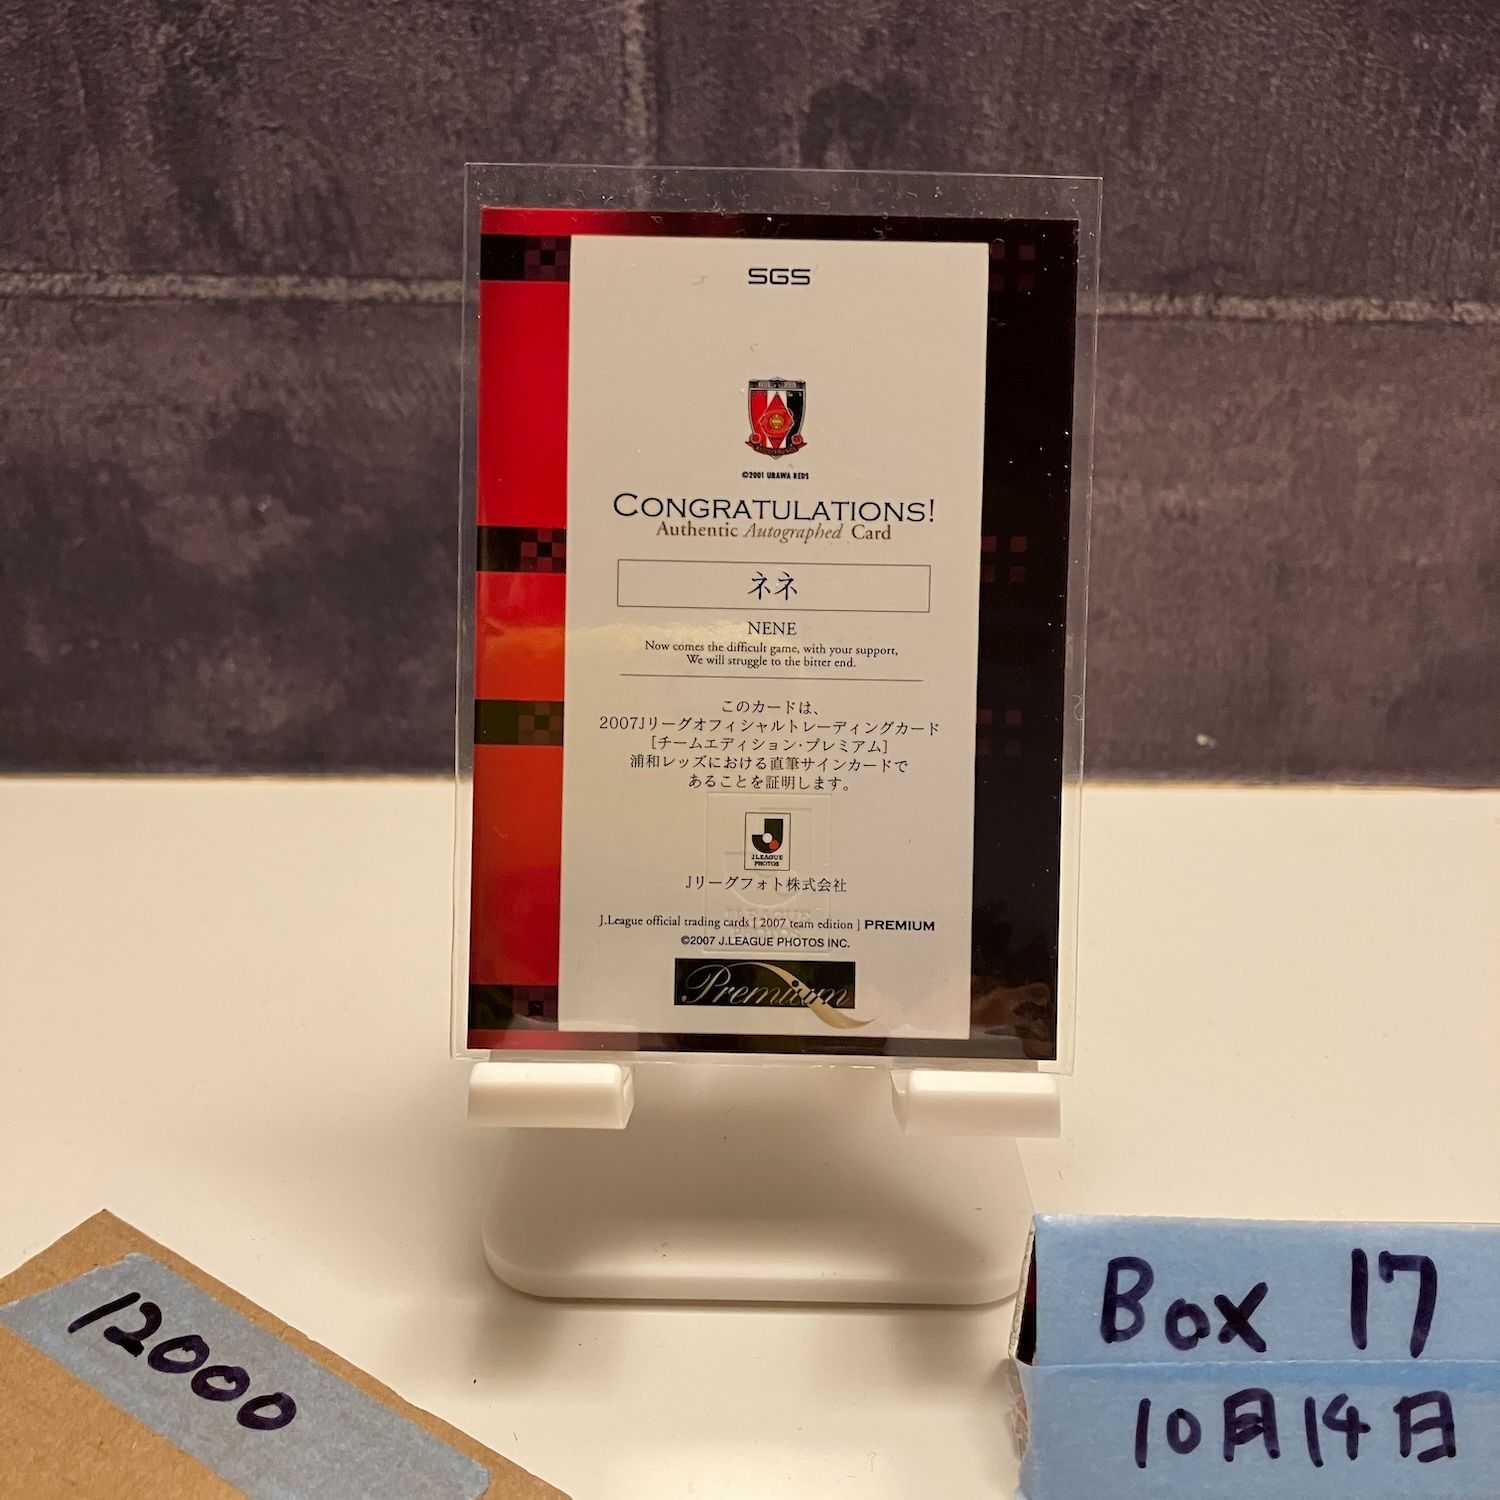 SGS
©2001 URAWA REDS
CONGRATULATIONS!
Authentic Autographed Card
ネネ
NENE
Now comes the difficult game, with your support,
We will struggle to the bitter end.
このカードは、
2007Jリーグオフィシャルトレーディングカード
[チームエディション・プレミアム]
浦和レッズにおける直筆サインカードで
あることを証明します。
J.LEAGUE
PHOTOS
Jリーグフォト株式会社
J.League official trading cards [ 2007 team edition ] PREMIUM
©2007 J.LEAGUE PHOTOS INC.
Premium
12000
Box 17
10月14日